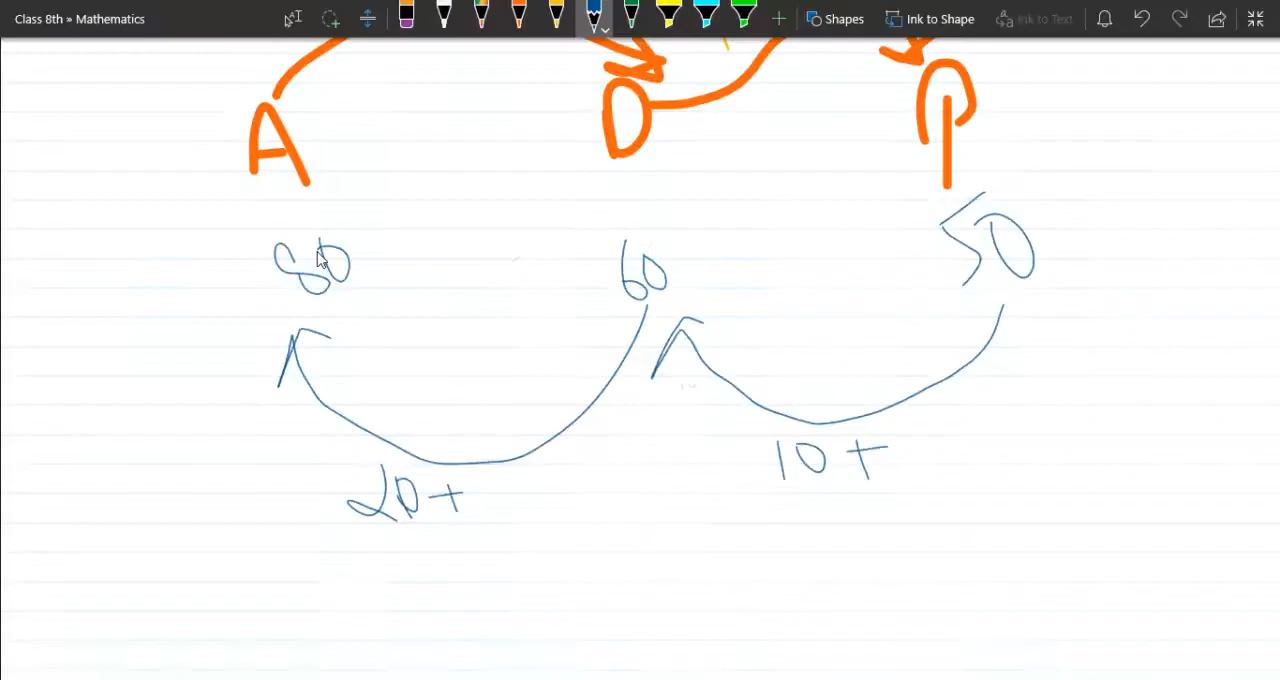 Class 8th » Mathematics
Shapes
Ink to Shape
Ink to Text
A D P
80 60 50
20+ 10+